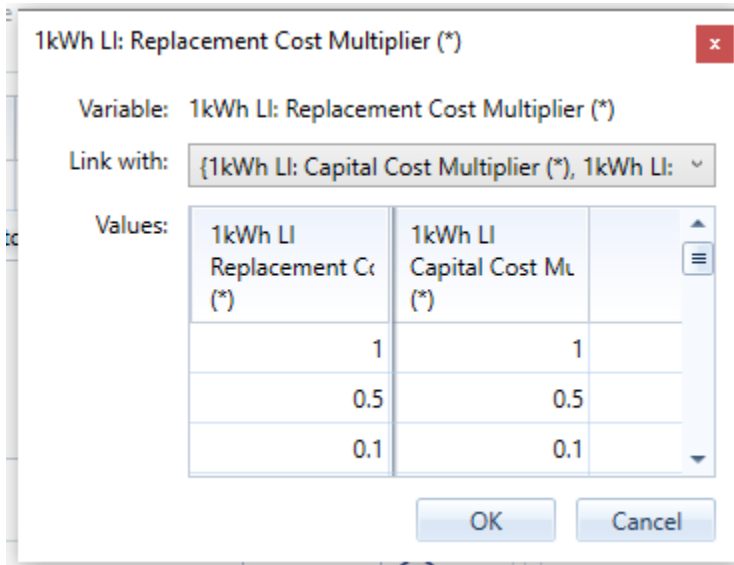 1kWh LI: Replacement Cost Multiplier (*)
x
Variable: 1kWh LI: Replacement Cost Multiplier (*)
Link with: {1kWh LI: Capital Cost Multiplier (*), 1kWh LI:
Values:
1kWh LI 1kWh LI
Replacement Co Capital Cost Mu
(*) (*)
1 1
0.5 0.5
0.1 0.1
OK Cancel